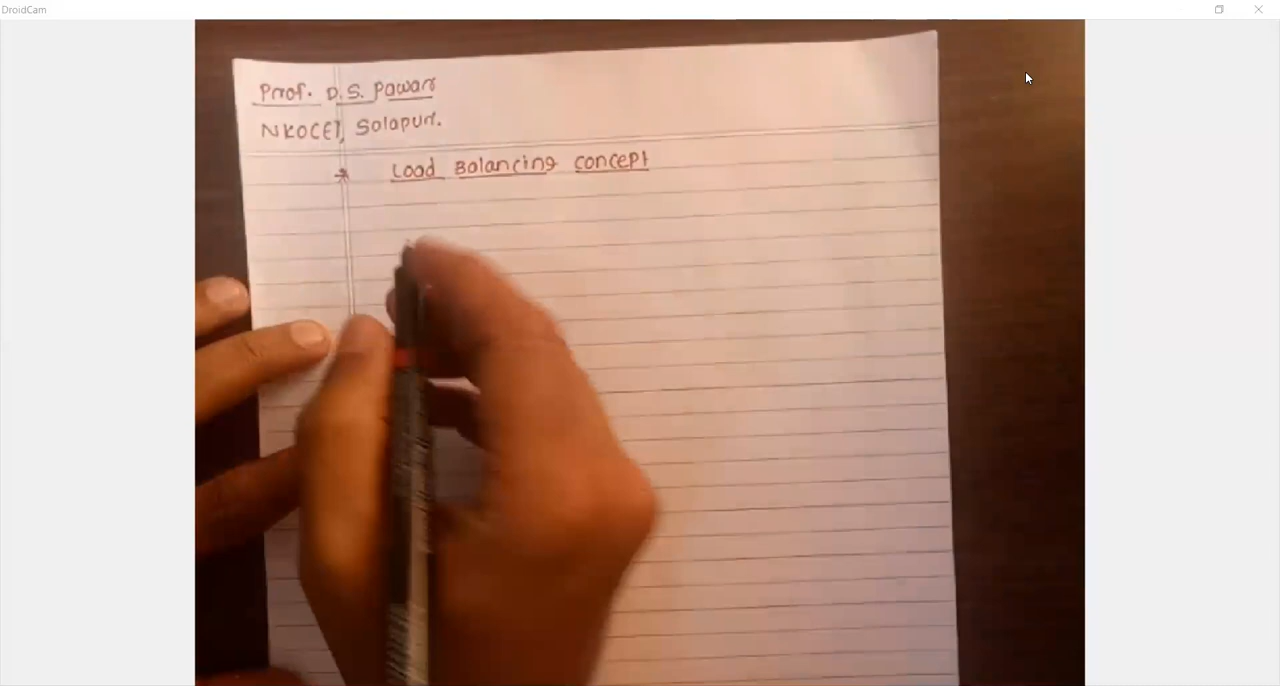 DroidCam
Prof. D.S. Pawar
NKOCET, Solapur.
→ Load Balancing Concept